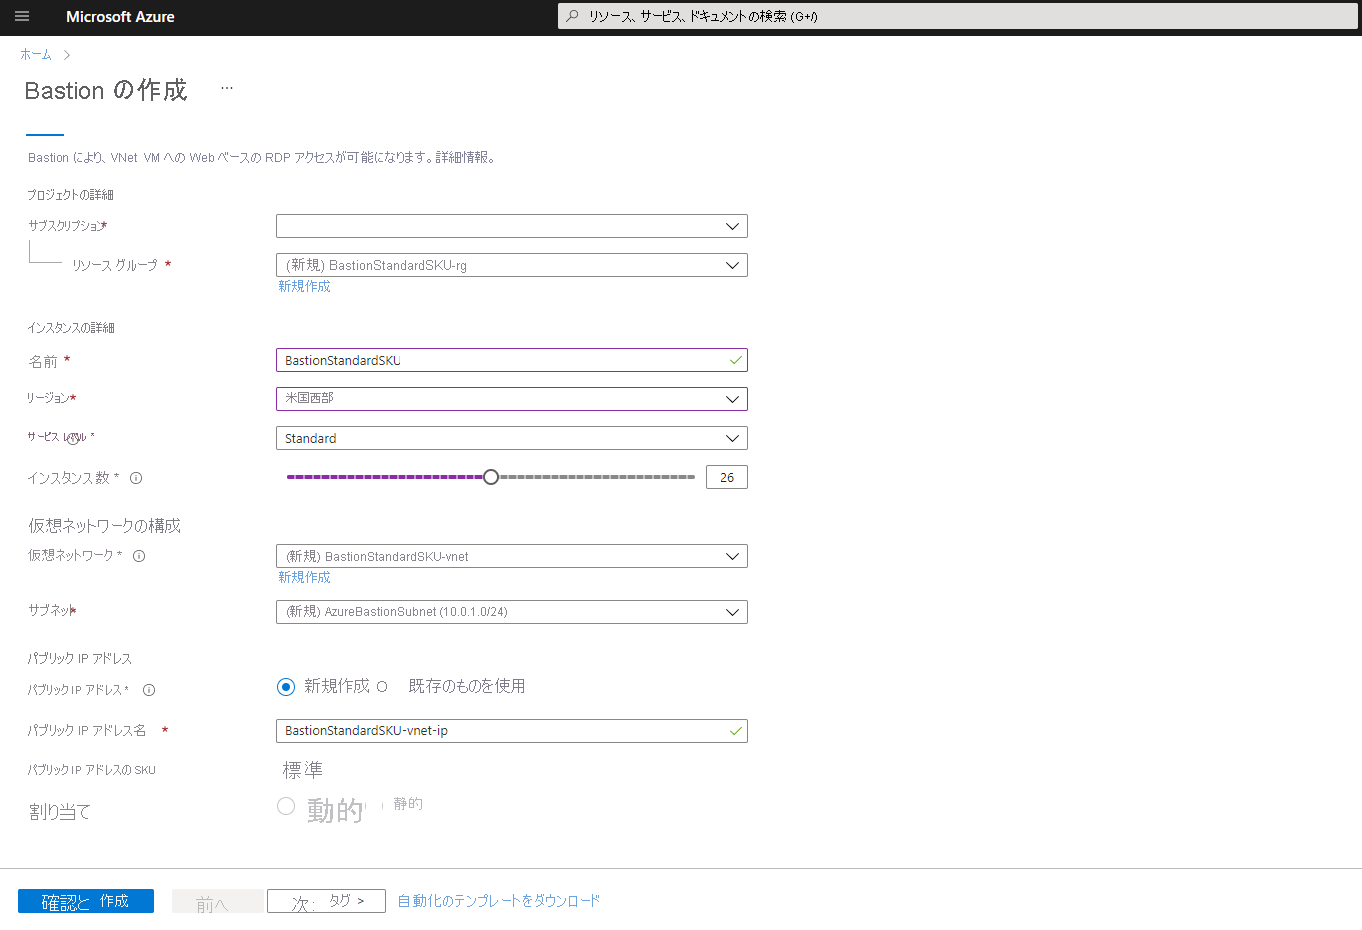 Microsoft Azure
リソース、サービス、ドキュメントの検索 (G+/)
ホーム >
Bastion の作成 ...
Bastion により、VNet VM への Web ベースの RDP アクセスが可能になります。詳細情報。
プロジェクトの詳細
サブスクリプション*
リソース グループ * (新規) BastionStandardSKU-rg
新規作成
インスタンスの詳細
名前 * BastionStandardSKU
リージョン* 米国西部
サービス レベル * Standard
インスタンス数 * 26
仮想ネットワークの構成
仮想ネットワーク * (新規) BastionStandardSKU-vnet
新規作成
サブネット* (新規) AzureBastionSubnet (10.0.1.0/24)
パブリック IP アドレス
パブリック IP アドレス * 新規作成 既存のものを使用
パブリック IP アドレス名 * BastionStandardSKU-vnet-ip
パブリック IP アドレスの SKU 標準
割り当て 動的 静的
確認と 作成 前へ 次: タグ > 自動化のテンプレートをダウンロード